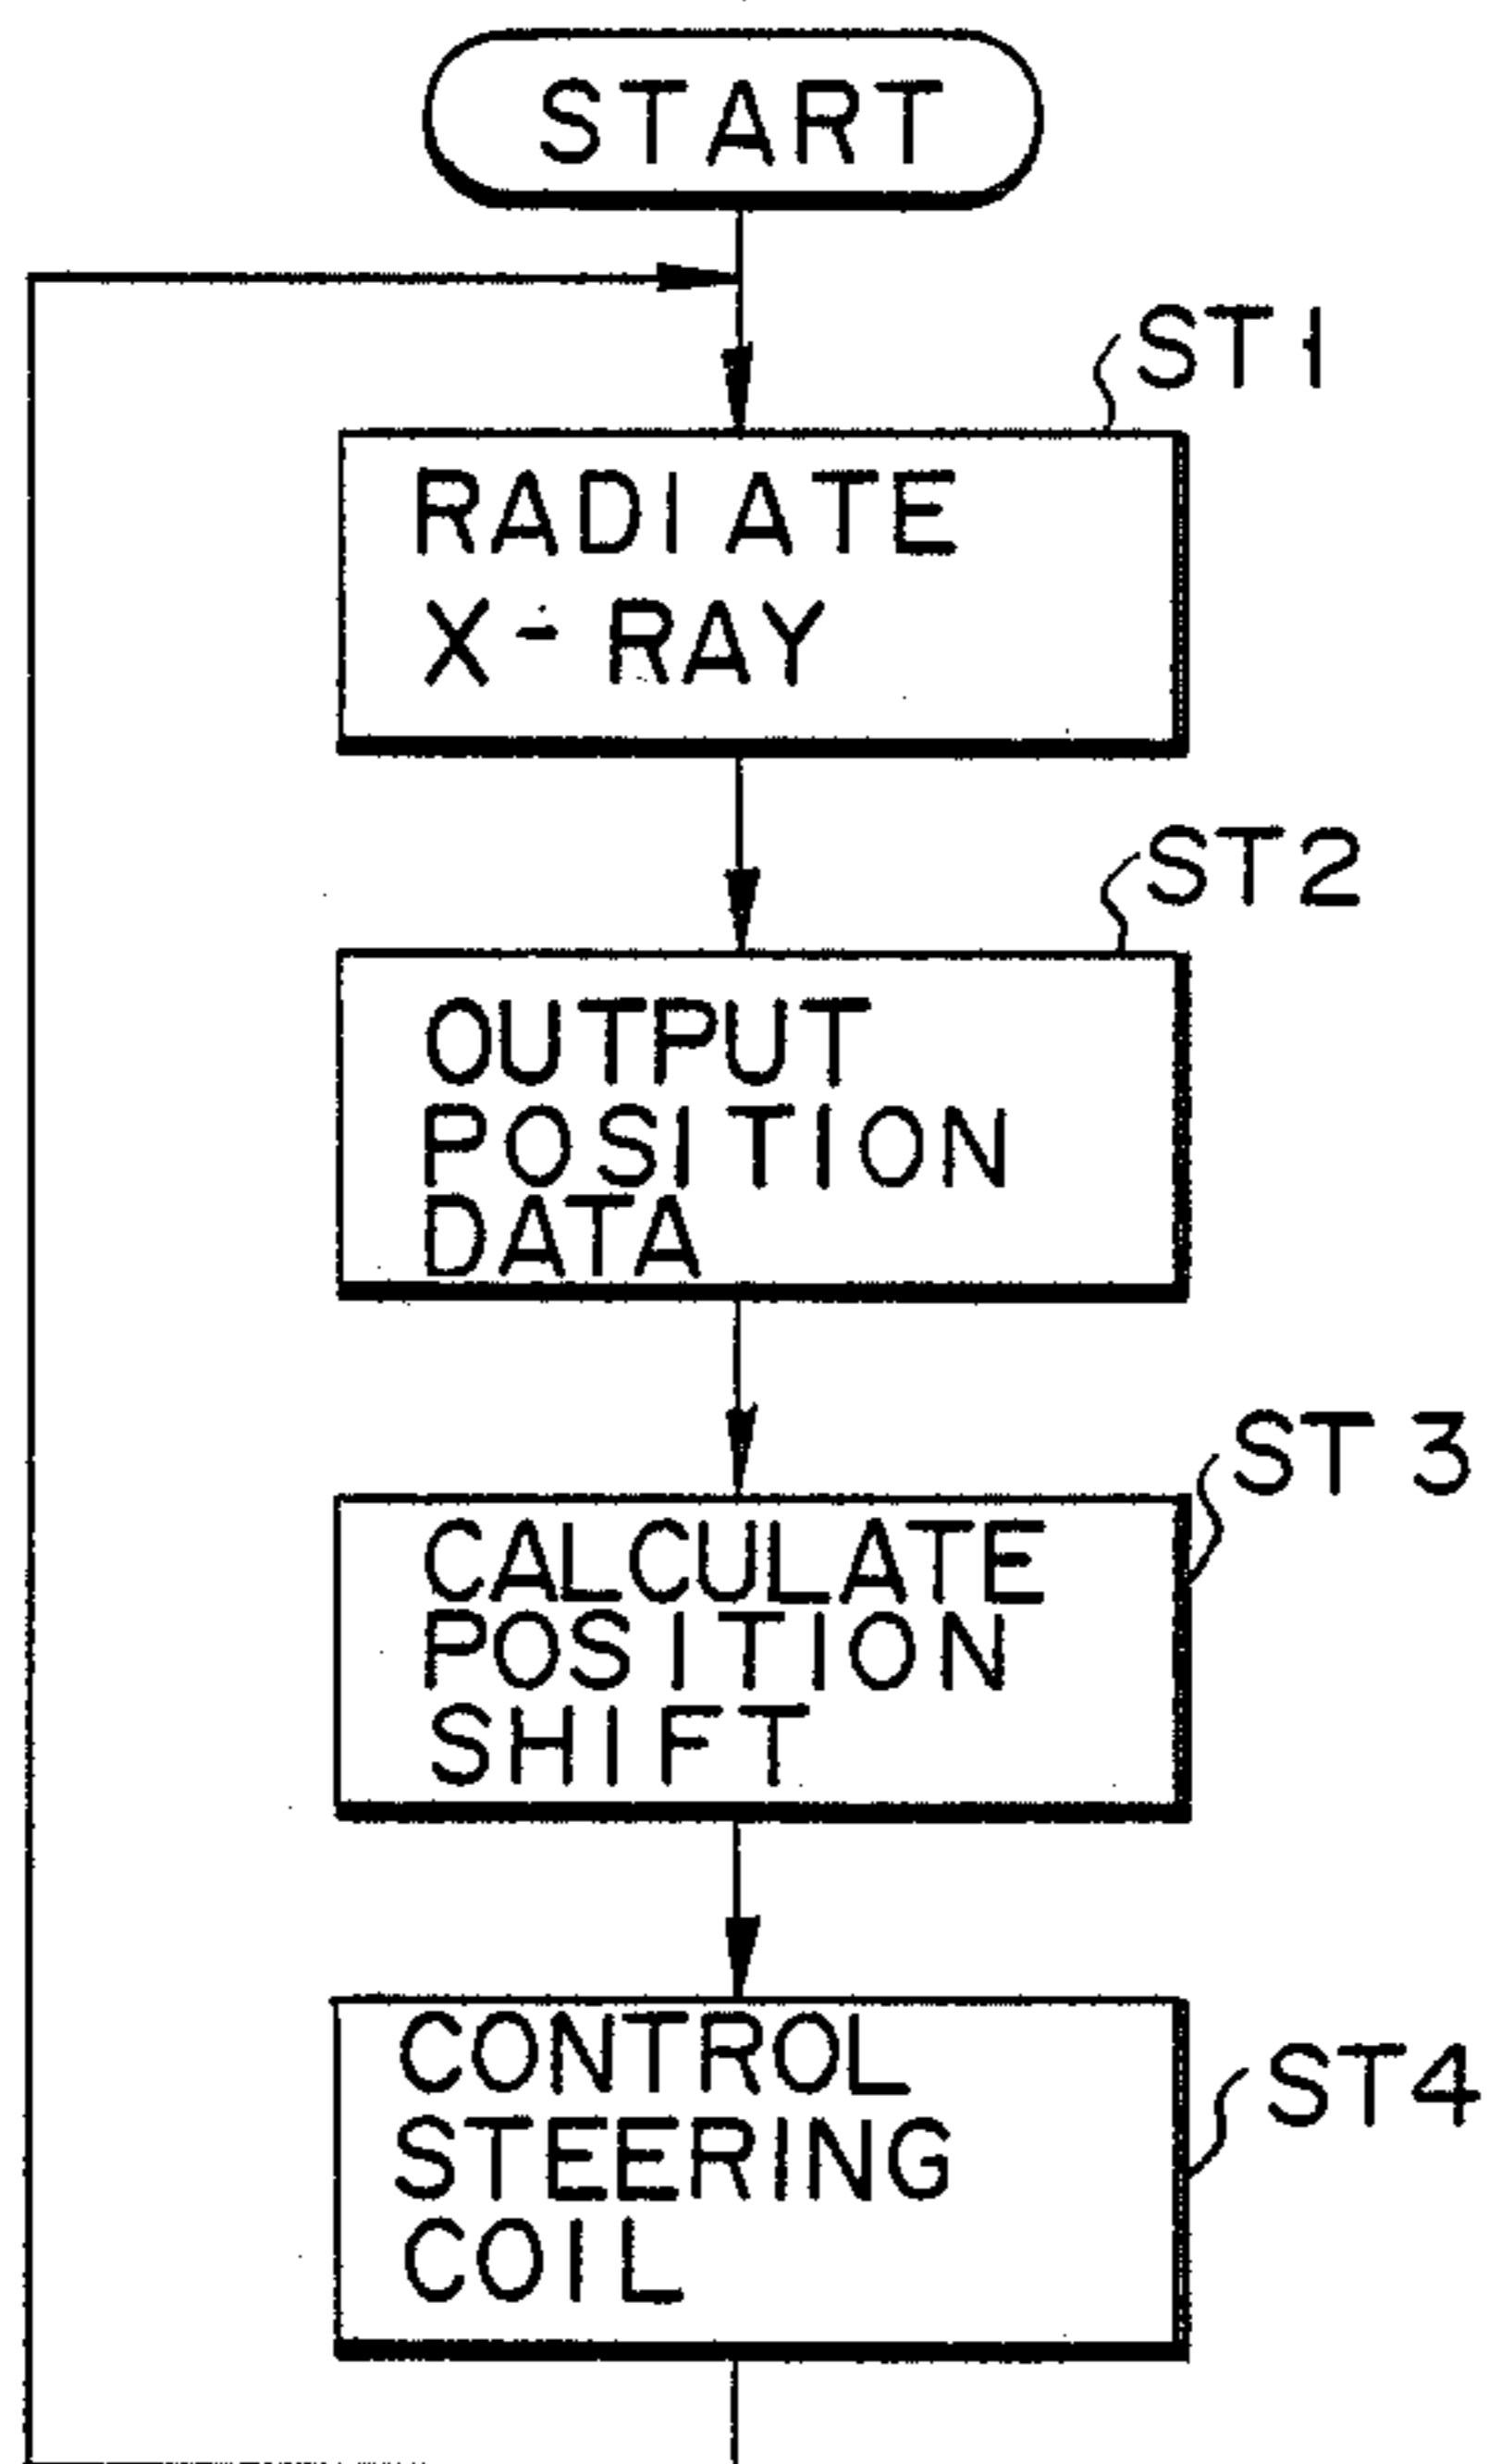 START
ST1
RADIATE
X-RAY
ST2
OUTPUT
POSITION
DATA
ST3
CALCULATE
POSITION
SHIFT
CONTROL
STEERING
COIL
ST4